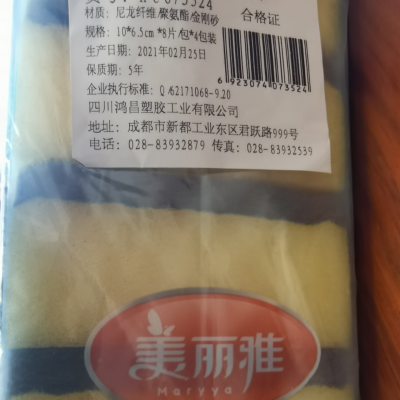 073524
合格证
材质：尼龙纤维/聚氨酯/金刚砂
规格：10*6.5cm *8片/包*4包装
生产日期：2021年02月25日
保质期：5年
企业执行标准：Q/62171068-9.20
四川鸿昌塑胶工业有限公司
地址：成都市新都工业东区君跃路999号
电话：028-83932879 传真：028-83932539
6 923074 073524
美丽雅
Maryya